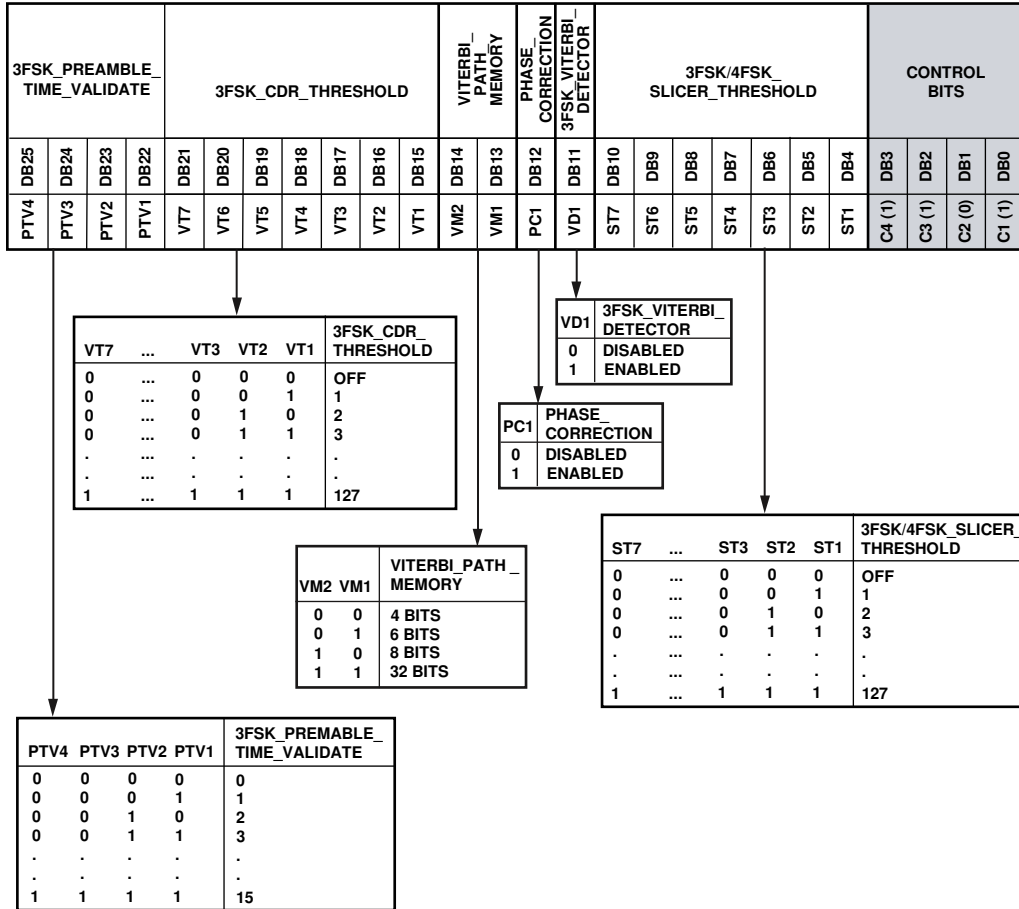 3FSK_PREAMBLE_
TIME_VALIDATE
3FSK_CDR_THRESHOLD
VITERBI_
PATH_
MEMORY
PHASE_
CORRECTION
3FSK_VITERBI_
DETECTOR
3FSK/4FSK_
SLICER_THRESHOLD
CONTROL
BITS
DB25 DB24 DB23 DB22 DB21 DB20 DB19 DB18 DB17 DB16 DB15 DB14 DB13 DB12 DB11 DB10 DB9 DB8 DB7 DB6 DB5 DB4 DB3 DB2 DB1 DB0
PTV4 PTV3 PTV2 PTV1 VT7 VT6 VT5 VT4 VT3 VT2 VT1 VM2 VM1 PC1 VD1 ST7 ST6 ST5 ST4 ST3 ST2 ST1 C4 (1) C3 (1) C2 (0) C1 (1)
VT7 ... VT3 VT2 VT1 3FSK_CDR_
THRESHOLD
0 ... 0 0 0 OFF
0 ... 0 0 1 1
0 ... 0 1 0 2
0 ... 0 1 1 3
. ... . . . .
. ... . . . .
1 ... 1 1 1 127
VD1 3FSK_VITERBI_
DETECTOR
0 DISABLED
1 ENABLED
PC1 PHASE_
CORRECTION
0 DISABLED
1 ENABLED
VM2 VM1 VITERBI_PATH _
MEMORY
0 0 4 BITS
0 1 6 BITS
1 0 8 BITS
1 1 32 BITS
ST7 ... ST3 ST2 ST1 3FSK/4FSK_SLICER_
THRESHOLD
0 ... 0 0 0 OFF
0 ... 0 0 1 1
0 ... 0 1 0 2
0 ... 0 1 1 3
. ... . . . .
. ... . . . .
1 ... 1 1 1 127
PTV4 PTV3 PTV2 PTV1 3FSK_PREMABLE_
TIME_VALIDATE
0 0 0 0 0
0 0 0 1 1
0 0 1 0 2
0 0 1 1 3
. . . . .
. . . . .
1 1 1 1 15